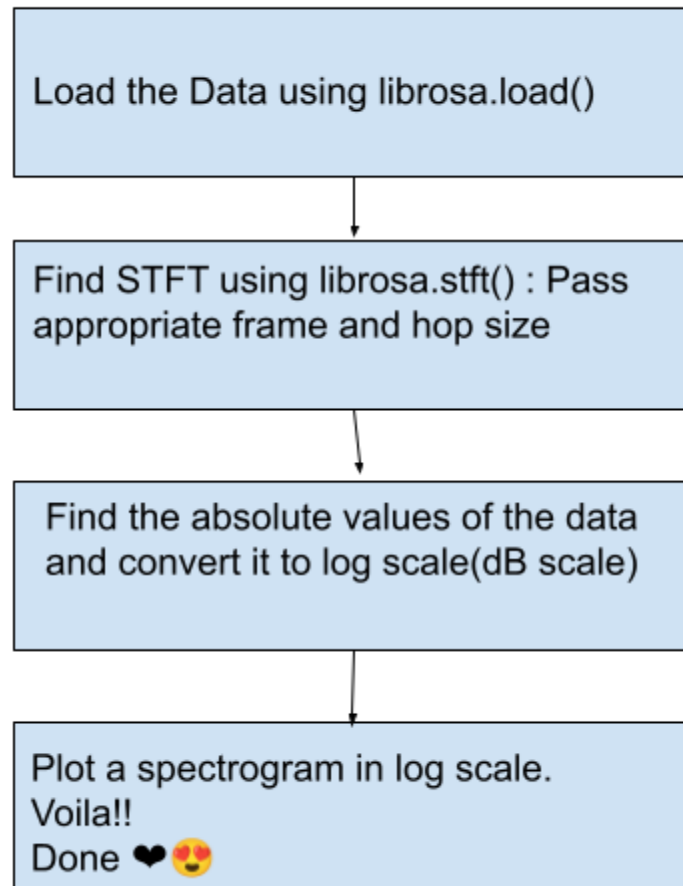 Load the Data using librosa.load()
Find STFT using librosa.stft() : Pass
appropriate frame and hop size
Find the absolute values of the data
and convert it to log scale(dB scale)
Plot a spectrogram in log scale.
Voila!!
Done ❤😍